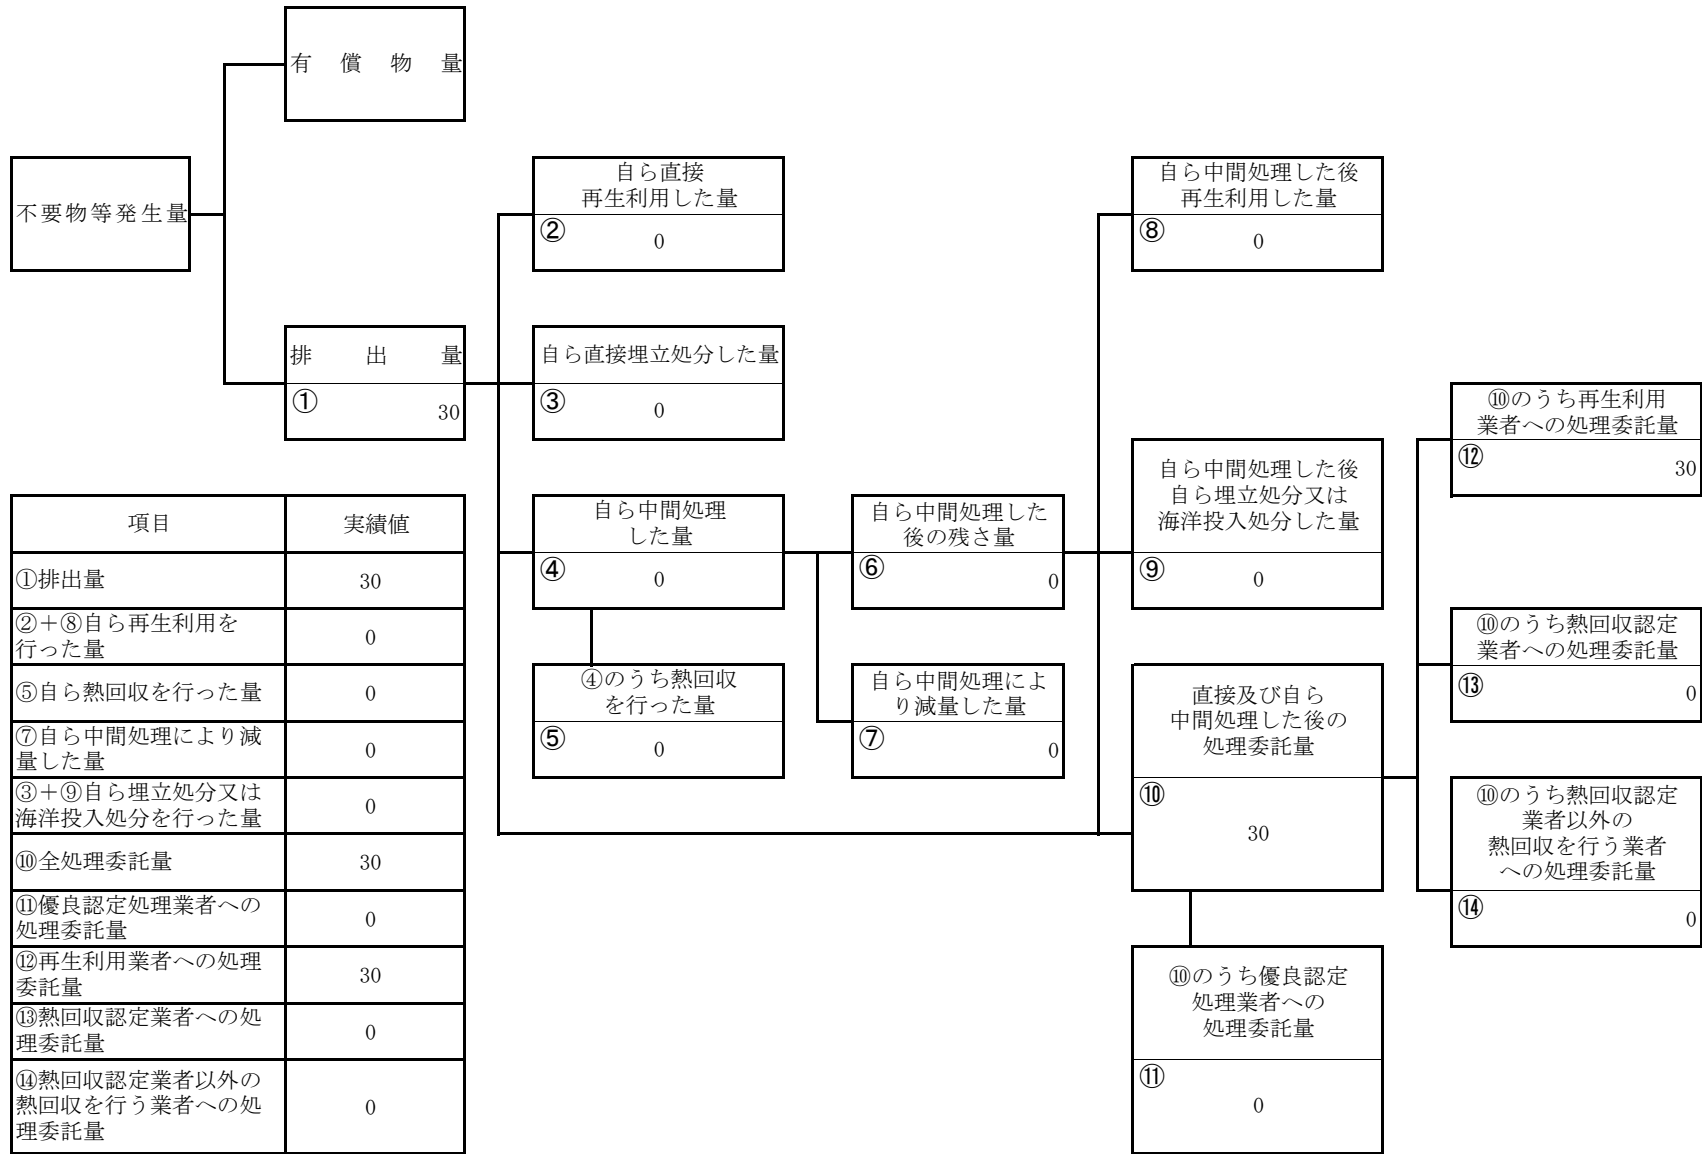 有償物量
不要物等発生量
排出量
①
30
自ら直接
再生利用した量
②
0
自ら直接埋立処分した量
③
0
自ら中間処理
した量
④
0
④のうち熱回収
を行った量
⑤
0
自ら中間処理した
後の残さ量
⑥
0
自ら中間処理によ
り減量した量
⑦
0
自ら中間処理した後
再生利用した量
⑧
0
自ら中間処理した後
自ら埋立処分又は
海洋投入処分した量
⑨
0
直接及び自ら
中間処理した後の
処理委託量
⑩
30
⑩のうち優良認定
処理業者への
処理委託量
⑪
0
⑩のうち再生利用
業者への処理委託量
⑫
30
⑩のうち熱回収認定
業者への処理委託量
⑬
0
⑩のうち熱回収認定
業者以外の
熱回収を行う業者
への処理委託量
⑭
0
項目 実績値
①排出量 30
②+⑧自ら再生利用を
行った量 0
⑤自ら熱回収を行った量 0
⑦自ら中間処理により減
量した量 0
③+⑨自ら埋立処分又は
海洋投入処分を行った量 0
⑩全処理委託量 30
⑪優良認定処理業者への
処理委託量 0
⑫再生利用業者への処理
委託量 30
⑬熱回収認定業者への処
理委託量 0
⑭熱回収認定業者以外の
熱回収を行う業者への処
理委託量 0